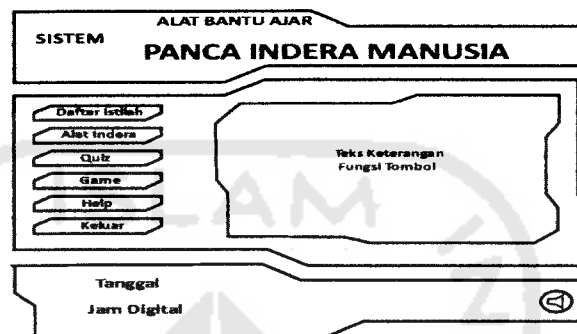 ALAT BANTU AJAR
SISTEM
PANCA INDERA MANUSIA
Daftar Istilah
Alat Indera
Quiz
Game
Help
Keluar
Teks Keterangan
Fungsi Tombol
Tanggal
Jam Digital
ISLAM